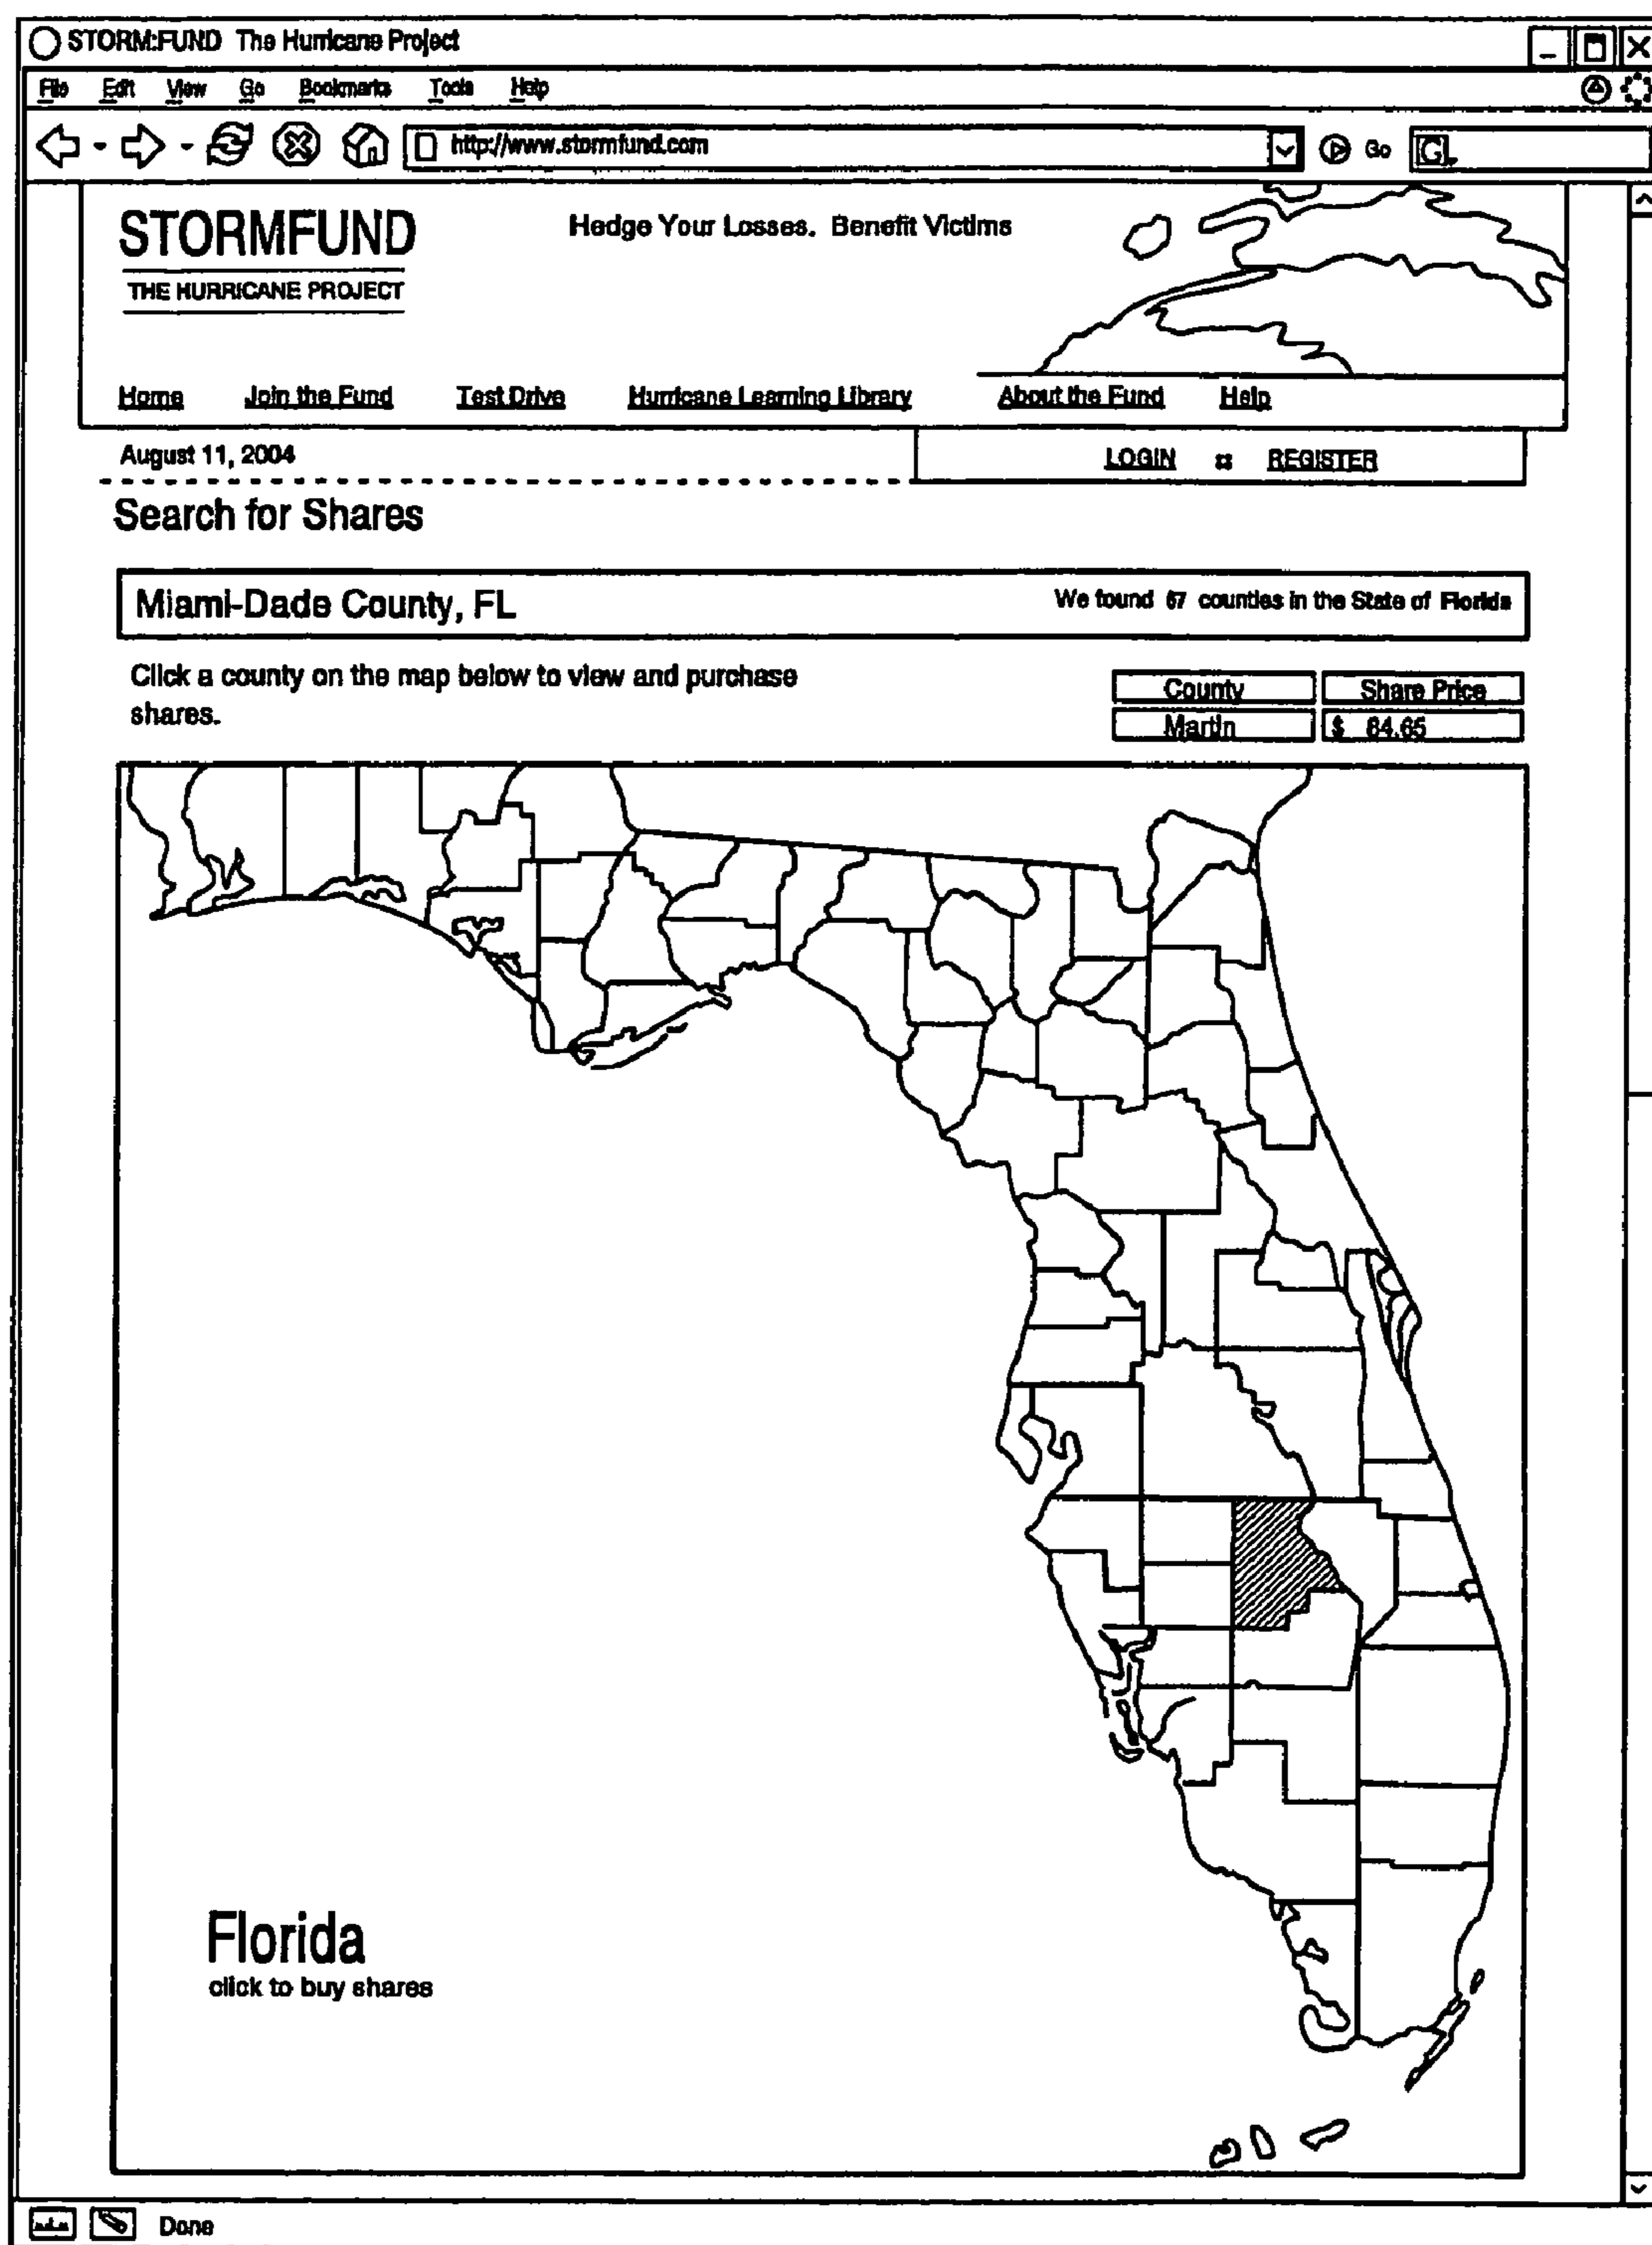 STORM:FUND The Hurricane Project
File Edit View Go Bookmarks Tools Help
http://www.stormfund.com Go G
STORMFUND
Hedge Your Losses. Benefit Victims
THE HURRICANE PROJECT
Home Join the Fund Test Drive Hurricane Learning Library About the Fund Help
August 11, 2004
LOGIN :: REGISTER
Search for Shares
Miami-Dade County, FL
We found 67 counties in the State of Florida
Click a county on the map below to view and purchase
shares.
County Share Price
Martin $ 84.65
Florida
click to buy shares
Done